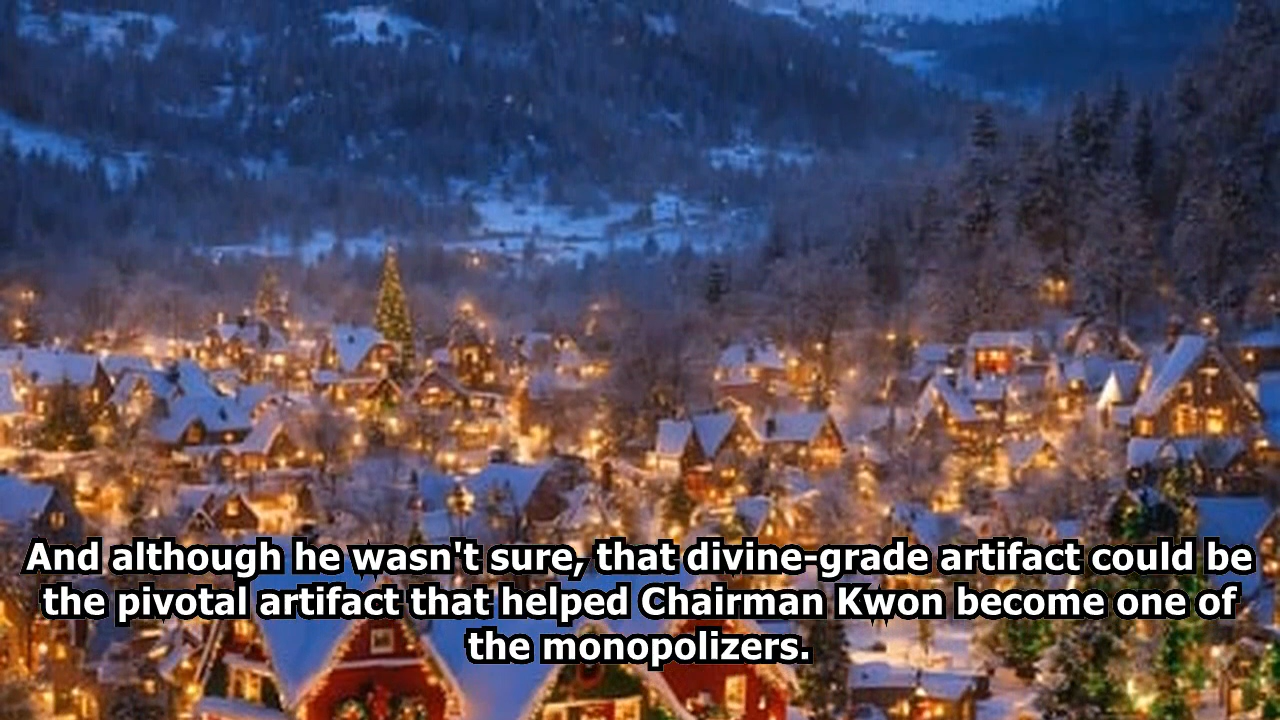 And although he wasn't sure, that divine-grade artifact could be
the pivotal artifact that helped Chairman Kwon become one of
the monopolizers.